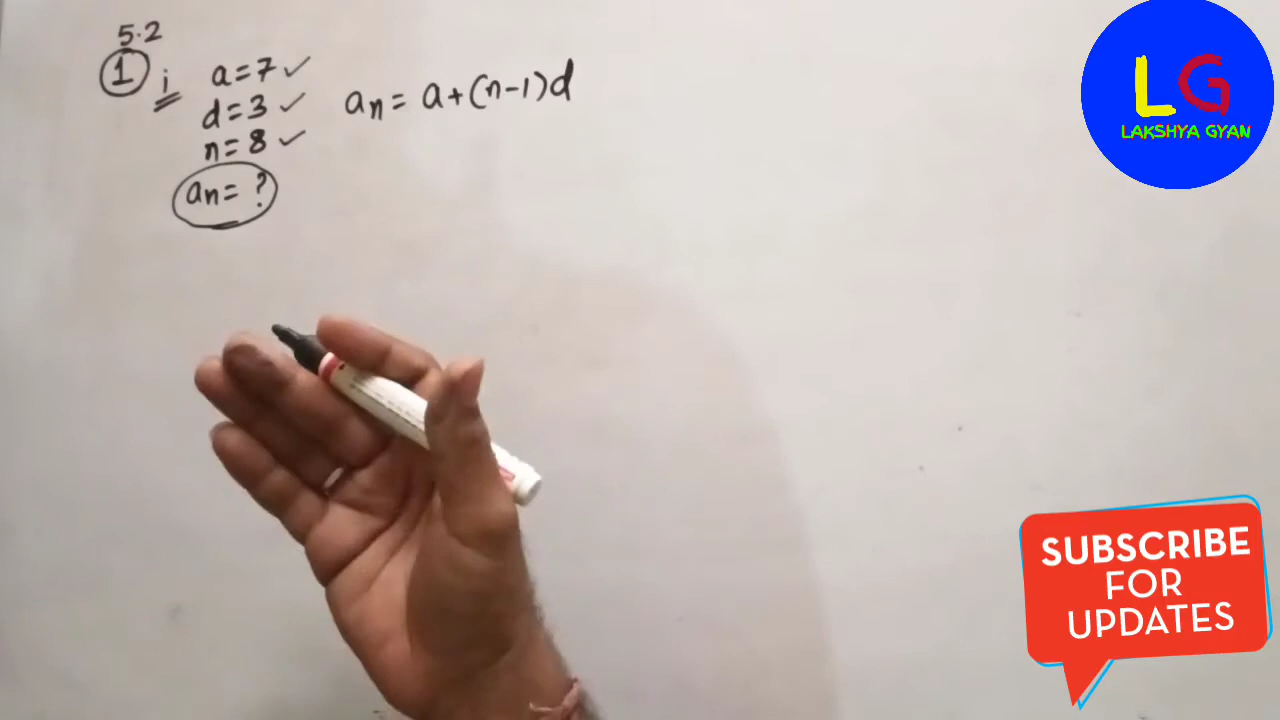 5.2
1 i a=7 ✓
d=3 ✓
n=8 ✓
an= ?
an= a+(n-1)d
LG
LAKSHYA GYAN
SUBSCRIBE
FOR
UPDATES